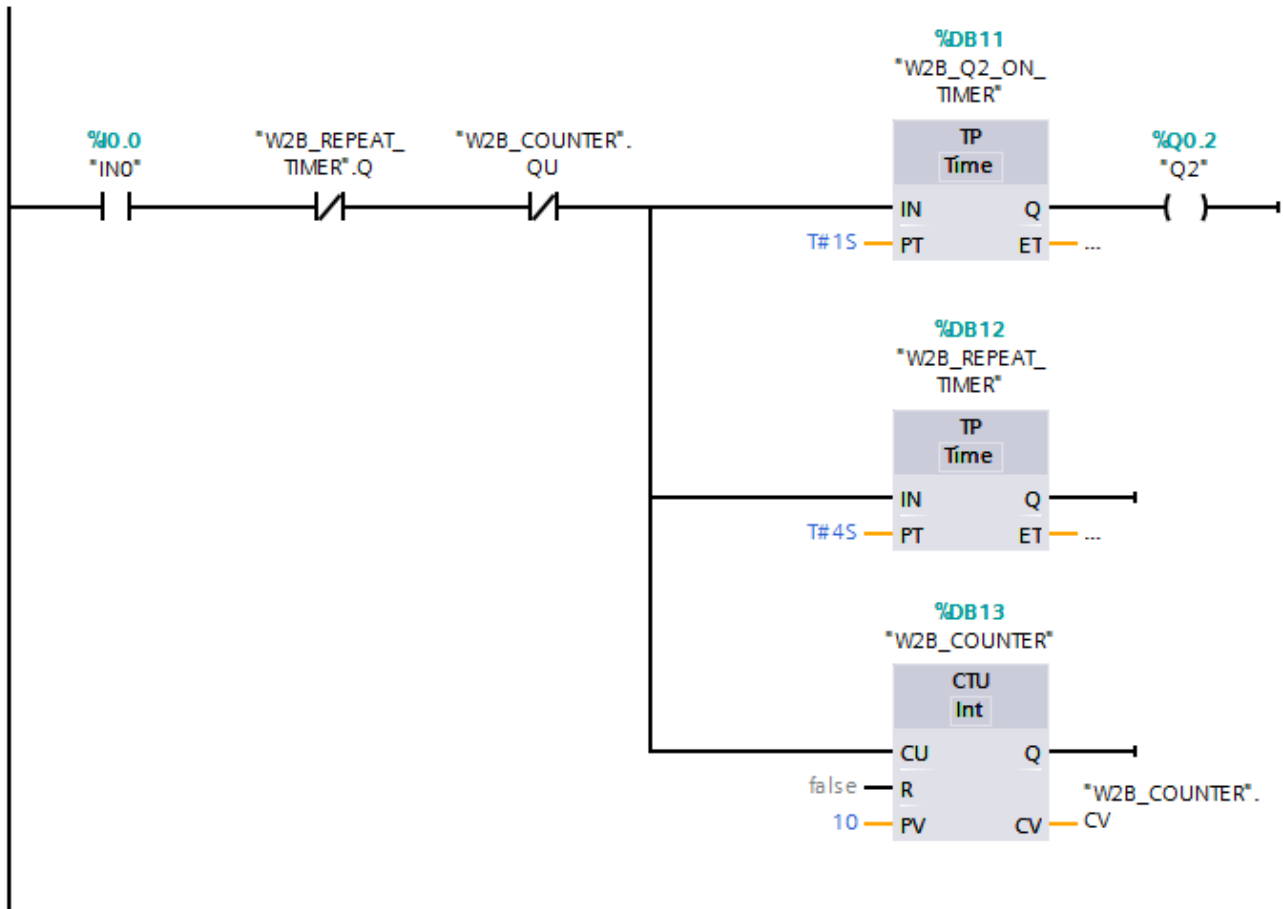 %DB11
"W2B_Q2_ON_
TIMER"
%I0.0
"IN0"
"W2B_REPEAT_
TIMER".Q
"W2B_COUNTER".
QU
TP
Time
%Q0.2
"Q2"
IN Q
T#1S PT ET ...
%DB12
"W2B_REPEAT_
TIMER"
TP
Time
IN Q
T#4S PT ET ...
%DB13
"W2B_COUNTER"
CTU
Int
CU Q
false R
"W2B_COUNTER".
10 PV CV CV